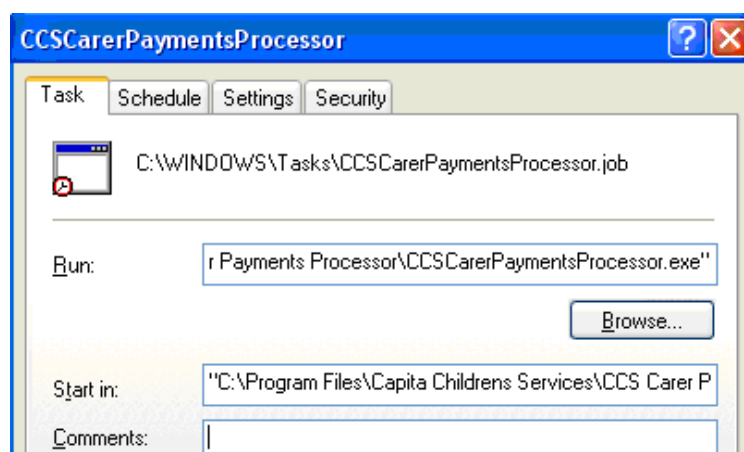 CCSCarerPaymentsProcessor
Task Schedule Settings Security
C:\WINDOWS\Tasks\CCSCarerPaymentsProcessor.job
Run: r Payments Processor\CCSCarerPaymentsProcessor.exe"
Browse...
Start in: "C:\Program Files\Capita Childrens Services\CCS Carer P
Comments: